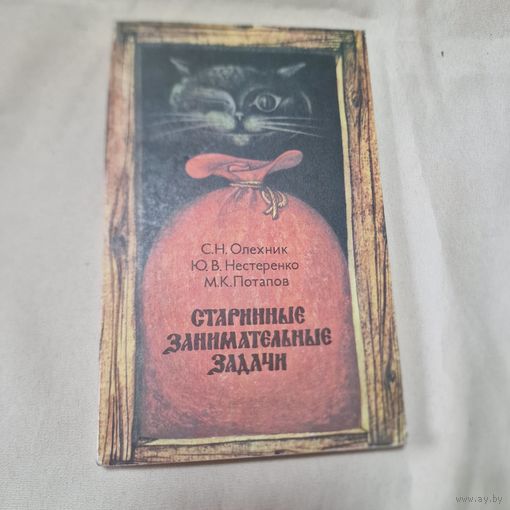 С.Н. Олехник
Ю.В. Нестеренко
М.К. Потапов
СТАРИННЫЕ
ЗАНИМАТЕЛЬНЫЕ
ЗАДАЧИ
www.ay.by